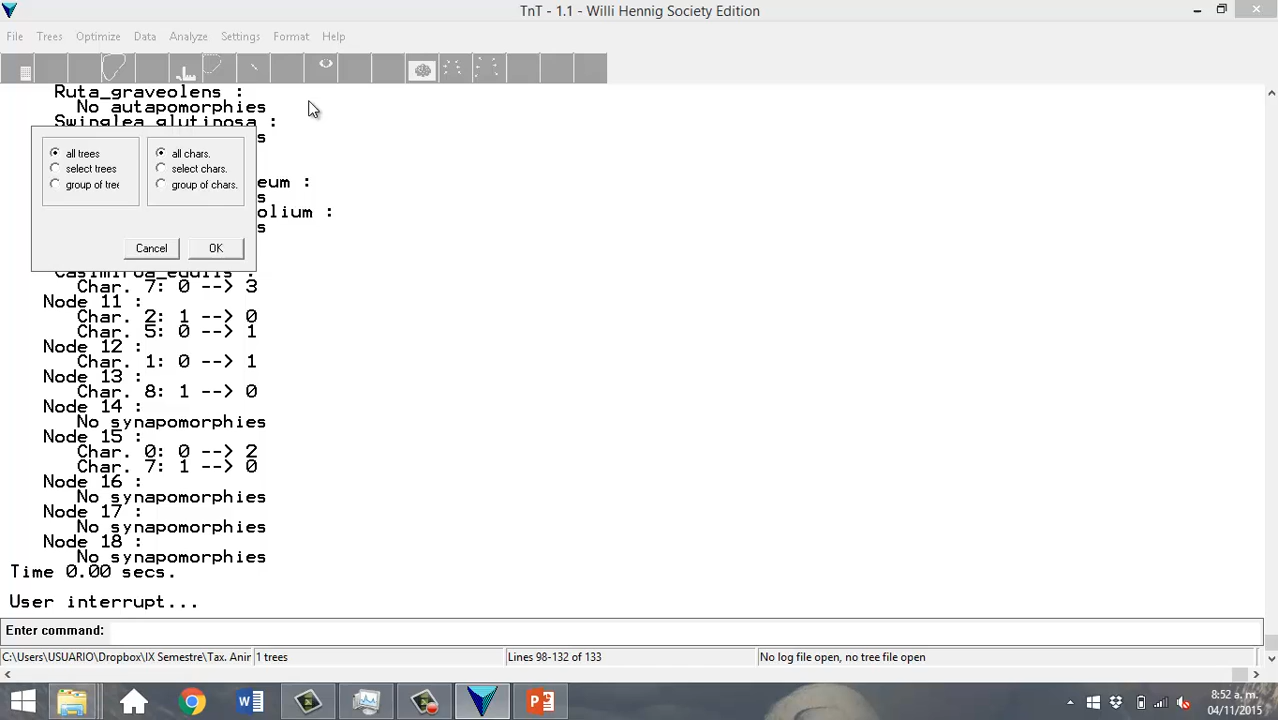 TnT - 1.1 - Willi Hennig Society Edition
File Trees Optimize Data Analyze Settings Format Help
Ruta_graveolens :
No autapomorphies
Swinglea_glutinosa :
s
eum :
s
olium :
s
all trees
select trees
group of tree
all chars.
select chars.
group of chars.
Cancel OK
Casimiroa_edulis :
Char. 7: 0 --> 3
Node 11 :
Char. 2: 1 --> 0
Char. 5: 0 --> 1
Node 12 :
Char. 1: 0 --> 1
Node 13 :
Char. 8: 1 --> 0
Node 14 :
No synapomorphies
Node 15 :
Char. 0: 0 --> 2
Char. 7: 1 --> 0
Node 16 :
No synapomorphies
Node 17 :
No synapomorphies
Node 18 :
No synapomorphies
Time 0.00 secs.
User interrupt...
Enter command:
C:\Users\USUARIO\Dropbox\IX Semestre\Tax. Anir 1 trees Lines 98-132 of 133 No log file open, no tree file open
8:52 a. m.
04/11/2015